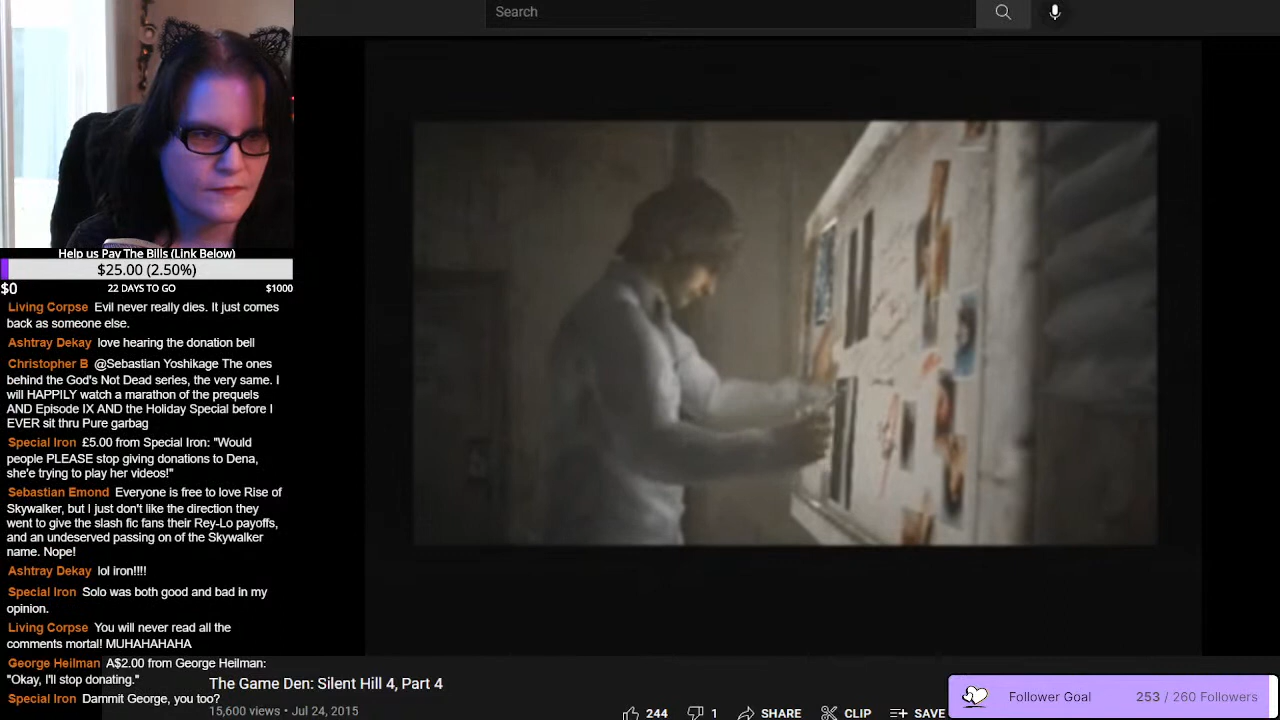 Search
Help us Pay The Bills (Link Below)
$25.00 (2.50%)
$0 22 DAYS TO GO $1000
Living Corpse Evil never really dies. It just comes
back as someone else.
Ashtray Dekay love hearing the donation bell
Christopher B @Sebastian Yoshikage The ones
behind the God's Not Dead series, the very same. I
will HAPPILY watch a marathon of the prequels
AND Episode IX AND the Holiday Special before I
EVER sit thru Pure garbag
Special Iron £5.00 from Special Iron: "Would
people PLEASE stop giving donations to Dena,
she'e trying to play her videos!"
Sebastian Emond Everyone is free to love Rise of
Skywalker, but I just don't like the direction they
went to give the slash fic fans their Rey-Lo payoffs,
and an undeserved passing on of the Skywalker
name. Nope!
Ashtray Dekay lol iron!!!!
Special Iron Solo was both good and bad in my
opinion.
Living Corpse You will never read all the
comments mortal! MUHAHAHAHA
George Heilman A$2.00 from George Heilman:
"Okay, I'll stop donating."
Special Iron Dammit George, you too?
The Game Den: Silent Hill 4, Part 4
15,600 views • Jul 24, 2015
244 1 SHARE CLIP SAVE
Follower Goal 253 / 260 Followers